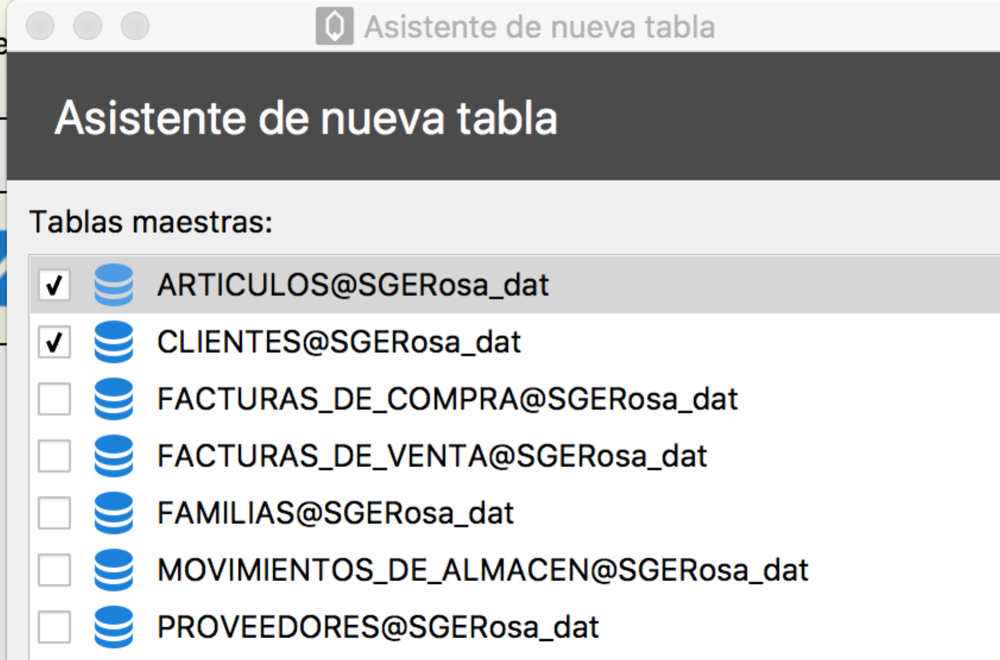 Asistente de nueva tabla
Asistente de nueva tabla
Tablas maestras:
ARTICULOS@SGERosa_dat
CLIENTES@SGERosa_dat
FACTURAS_DE_COMPRA@SGERosa_dat
FACTURAS_DE_VENTA@SGERosa_dat
FAMILIAS@SGERosa_dat
MOVIMIENTOS_DE_ALMACEN@SGERosa_dat
PROVEEDORES@SGERosa_dat